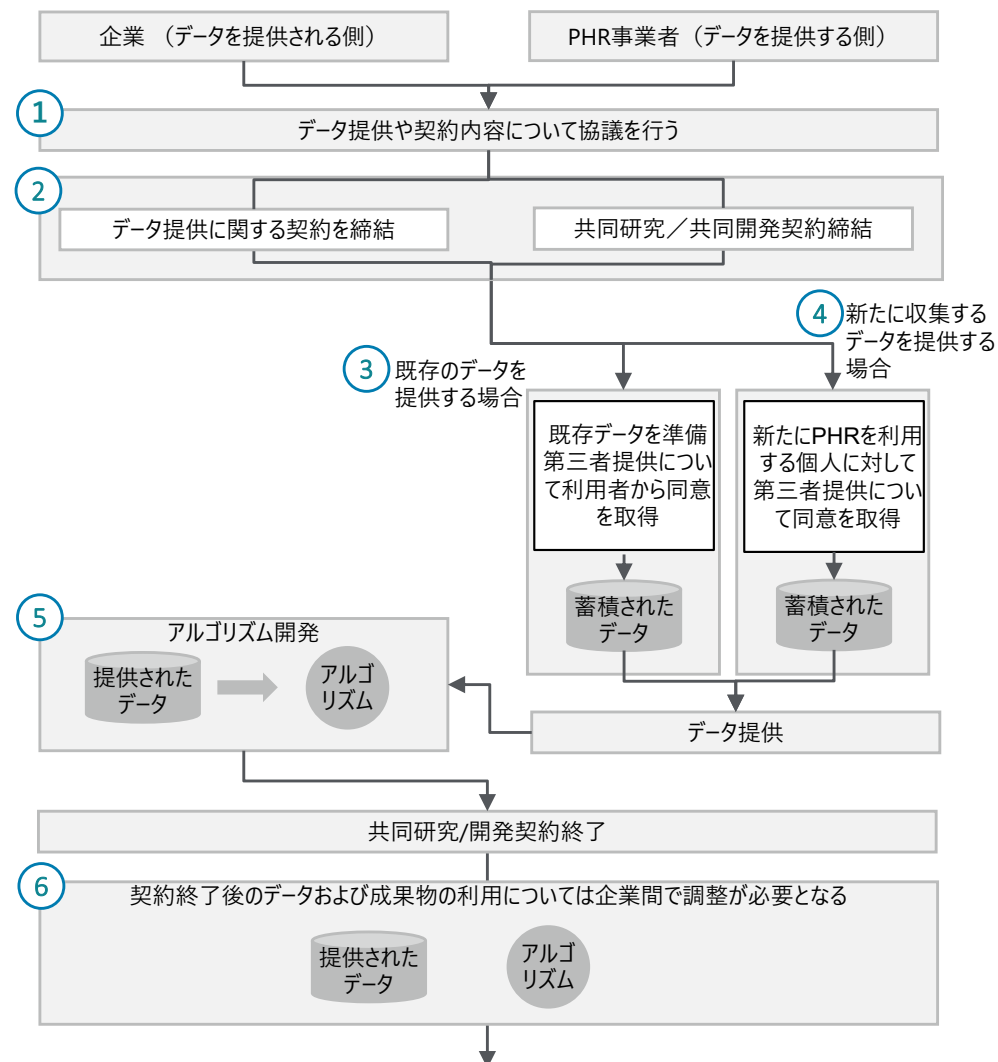 企業 （データを提供される側）
PHR事業者（データを提供する側）
1
データ提供や契約内容について協議を行う
2
データ提供に関する契約を締結
共同研究／共同開発契約締結
4
新たに収集する
データを提供する
場合
3
既存のデータを
提供する場合
既存データを準備
第三者提供につい
て利用者から同意
を取得
新たにPHRを利用
する個人に対して
第三者提供につい
て同意を取得
蓄積された
データ
蓄積された
データ
5
アルゴリズム開発
提供された
データ
アルゴ
リズム
データ提供
共同研究/開発契約終了
6
契約終了後のデータおよび成果物の利用については企業間で調整が必要となる
提供された
データ
アルゴ
リズム